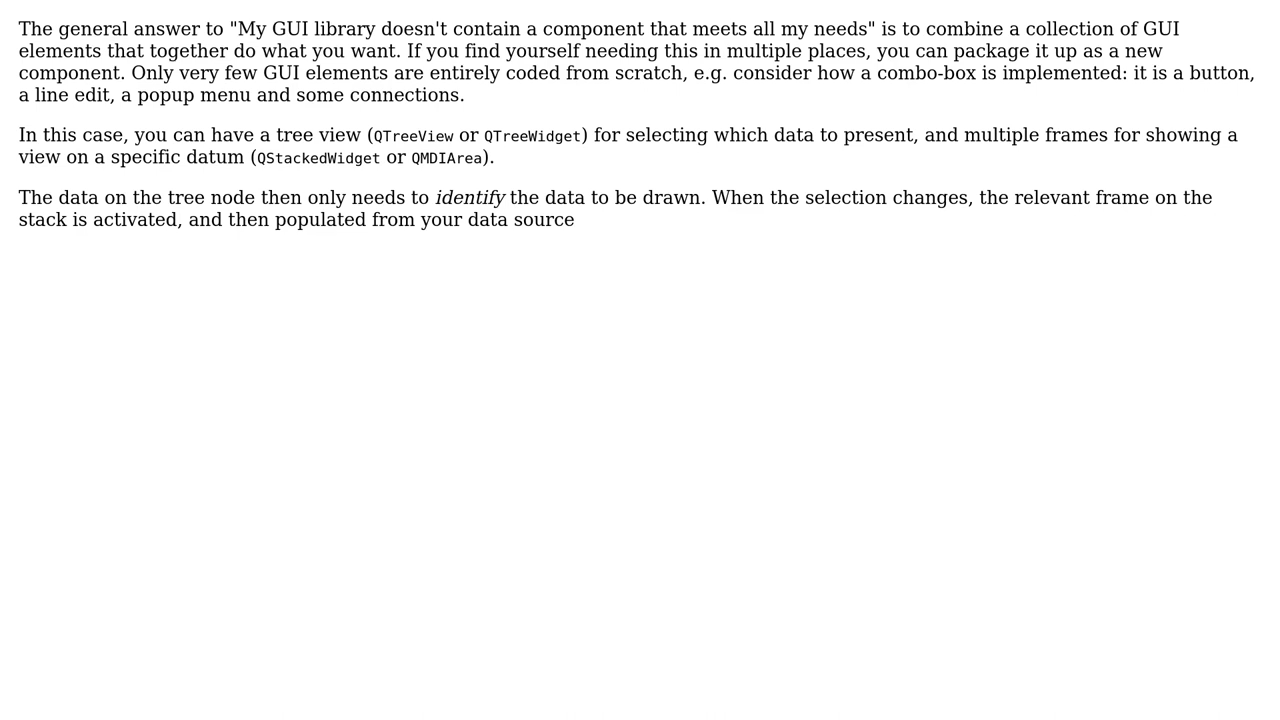 The general answer to "My GUI library doesn't contain a component that meets all my needs" is to combine a collection of GUI
elements that together do what you want. If you find yourself needing this in multiple places, you can package it up as a new
component. Only very few GUI elements are entirely coded from scratch, e.g. consider how a combo-box is implemented: it is a button,
a line edit, a popup menu and some connections.
In this case, you can have a tree view (QTreeView or QTreeWidget) for selecting which data to present, and multiple frames for showing a
view on a specific datum (QStackedWidget or QMDIArea).
The data on the tree node then only needs to identify the data to be drawn. When the selection changes, the relevant frame on the
stack is activated, and then populated from your data source